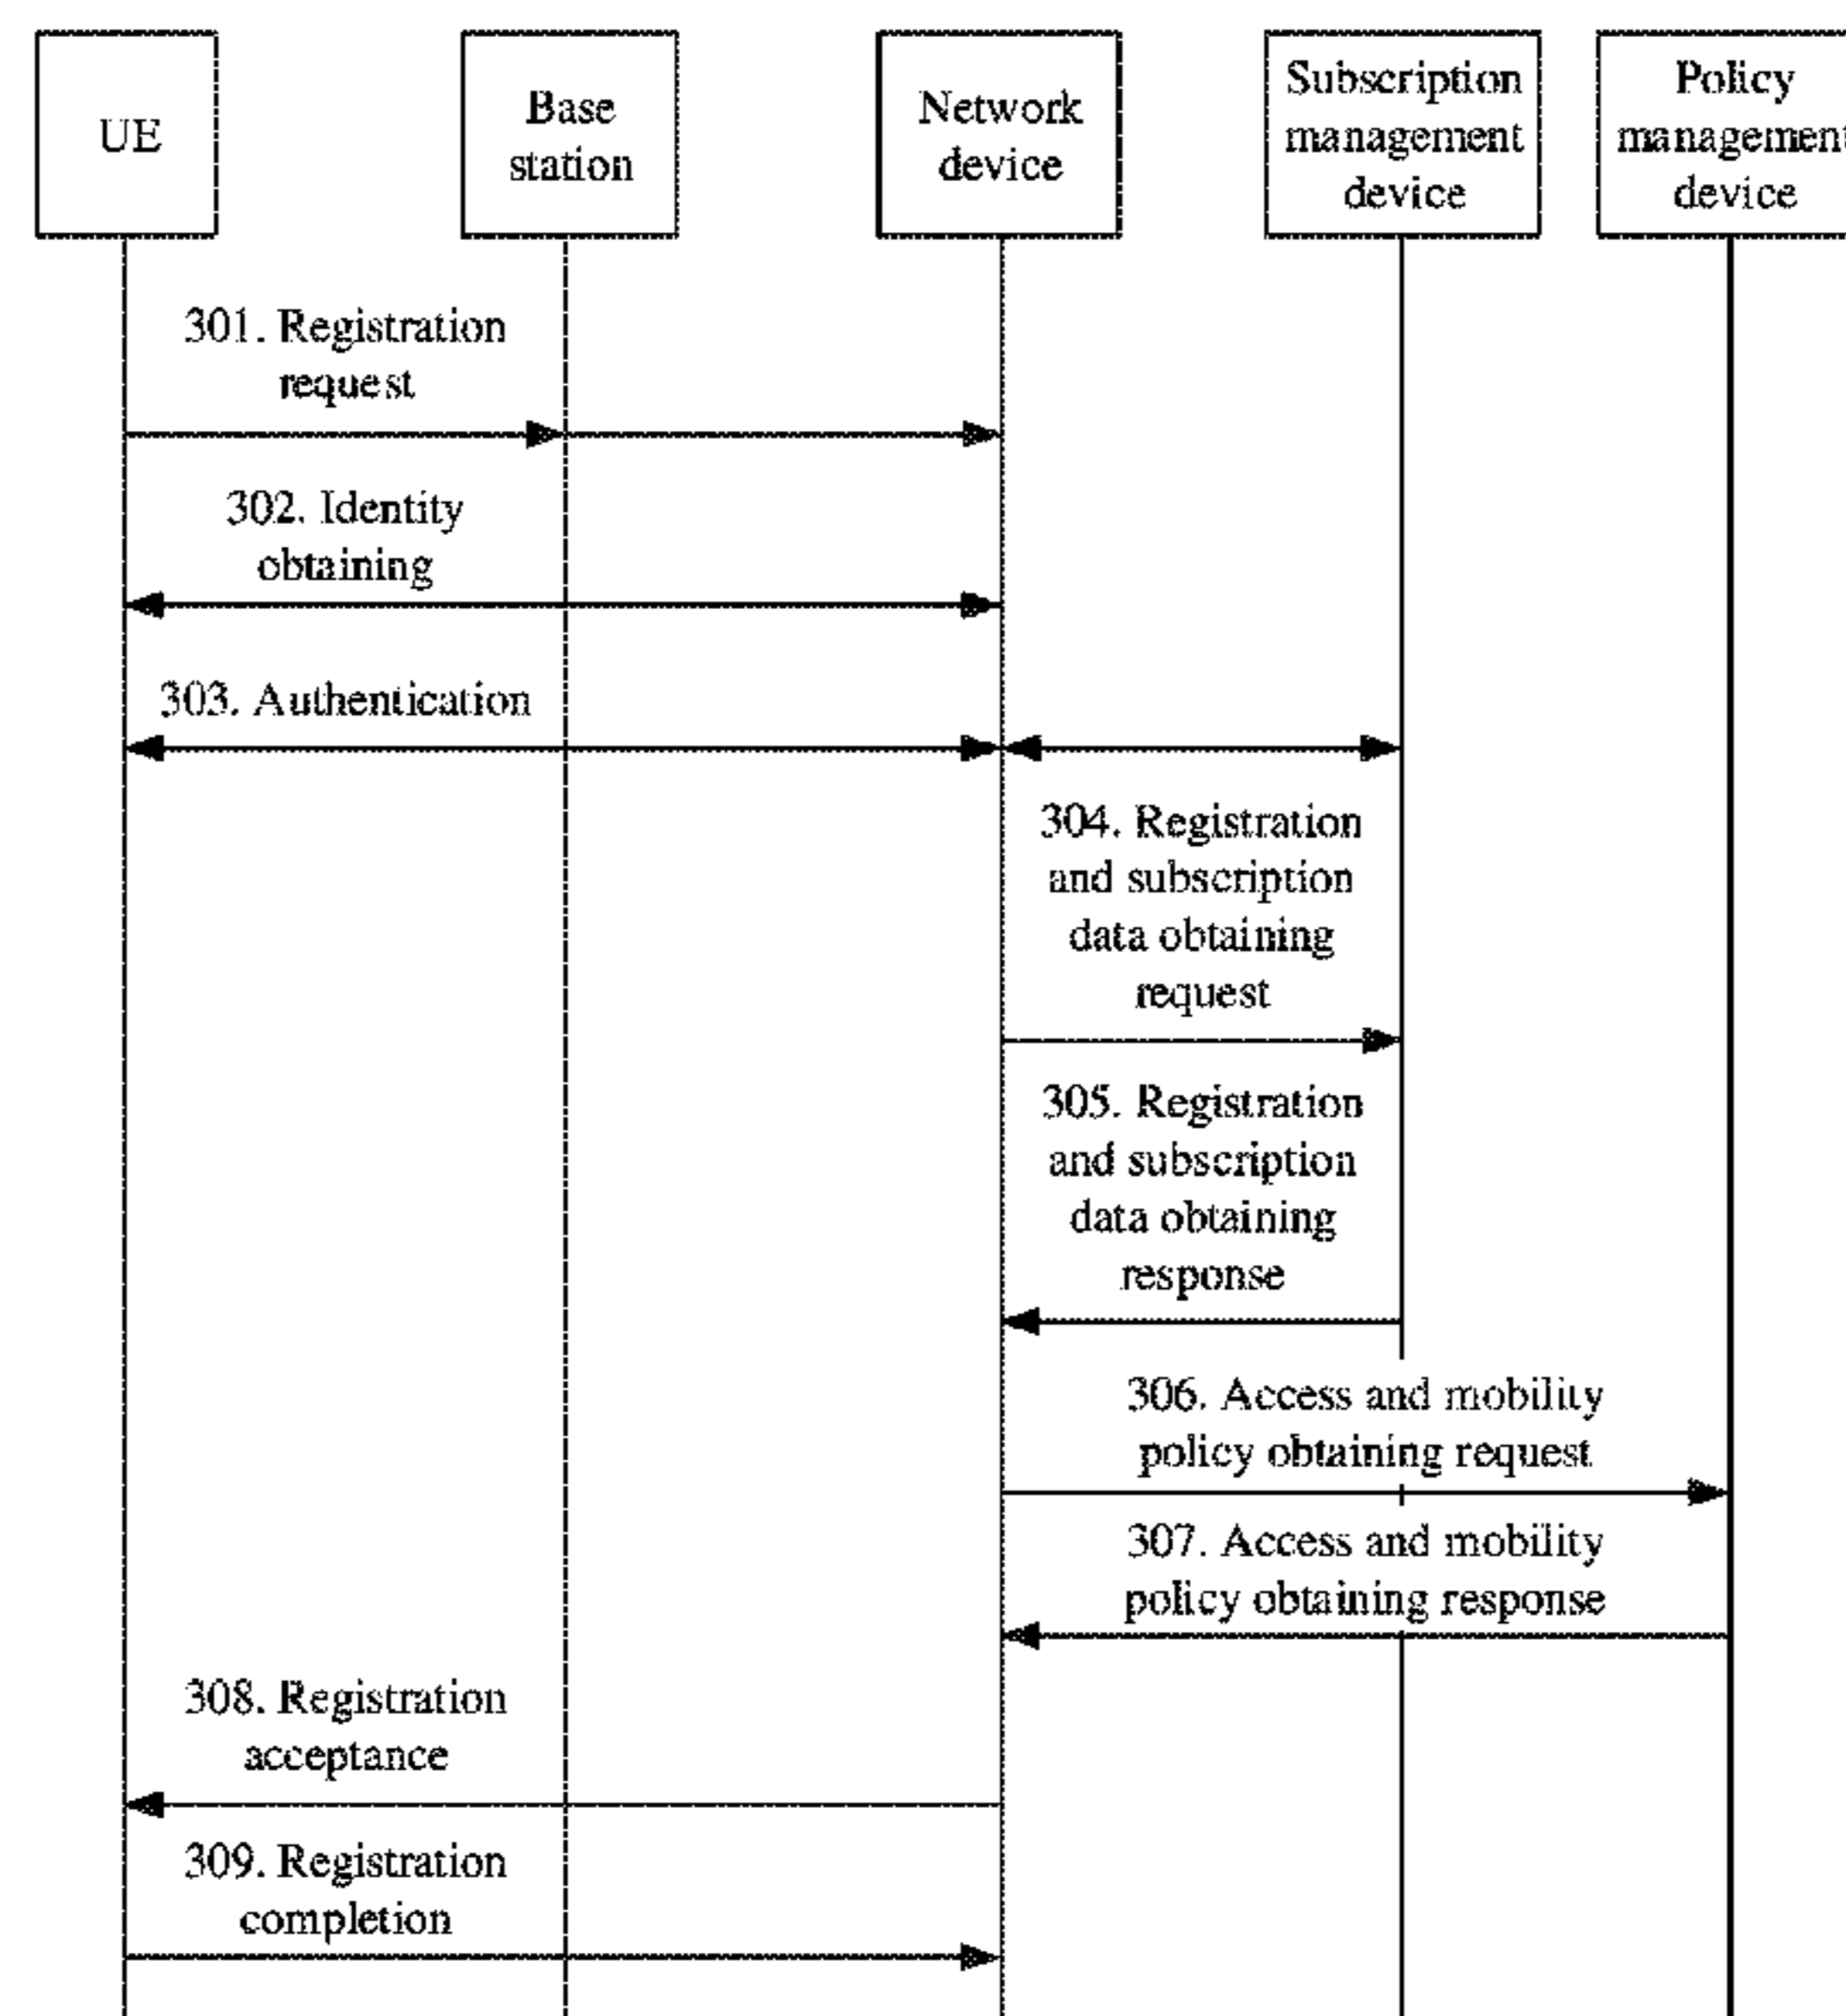 UE
Base
station
Network
device
Subscription
management
device
Policy
management
device
301. Registration
request
302. Identity
obtaining
303. Authentication
304. Registration
and subscription
data obtaining
request
305. Registration
and subscription
data obtaining
response
306. Access and mobility
policy obtaining request
307. Access and mobility
policy obtaining response
308. Registration
acceptance
309. Registration
completion